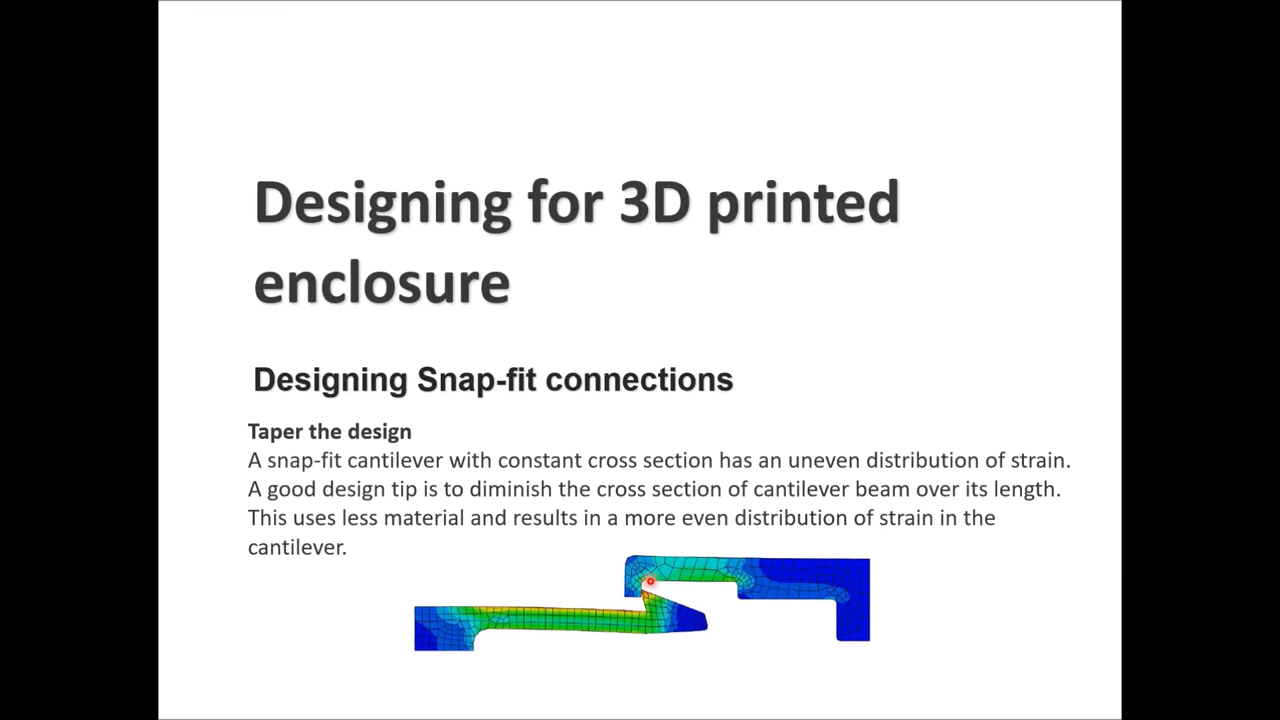 Designing for 3D printed
enclosure
Designing Snap-fit connections
Taper the design
A snap-fit cantilever with constant cross section has an uneven distribution of strain.
A good design tip is to diminish the cross section of cantilever beam over its length.
This uses less material and results in a more even distribution of strain in the
cantilever.